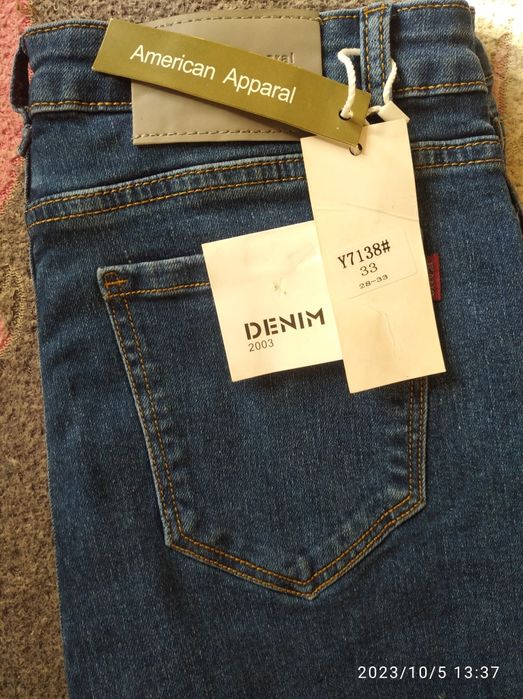 American Apparal
Y7138#
33
28-33
DENIM
2003
2023/10/5 13:37